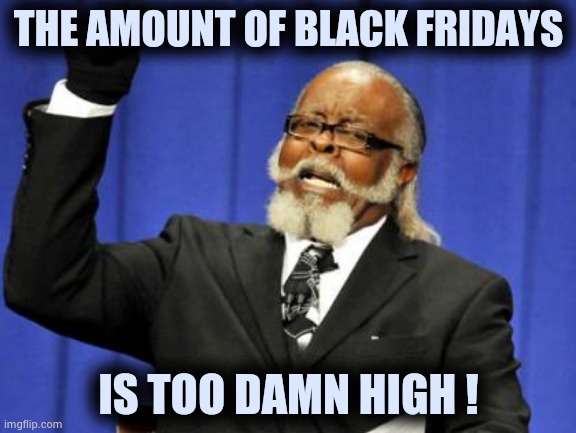 THE AMOUNT OF BLACK FRIDAYS
IS TOO DAMN HIGH !
imgflip.com